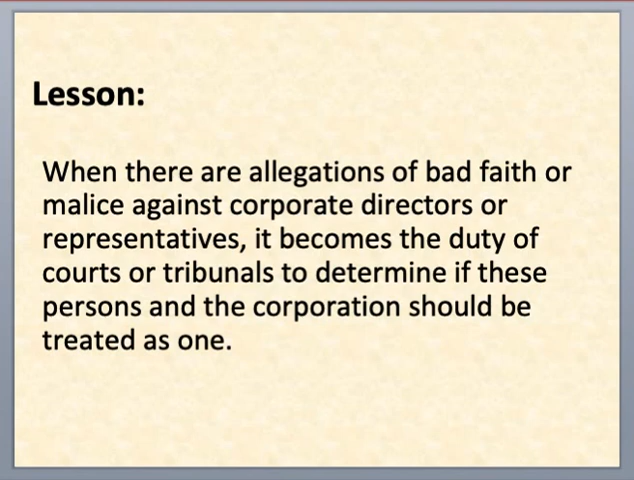 Lesson:
When there are allegations of bad faith or
malice against corporate directors or
representatives, it becomes the duty of
courts or tribunals to determine if these
persons and the corporation should be
treated as one.